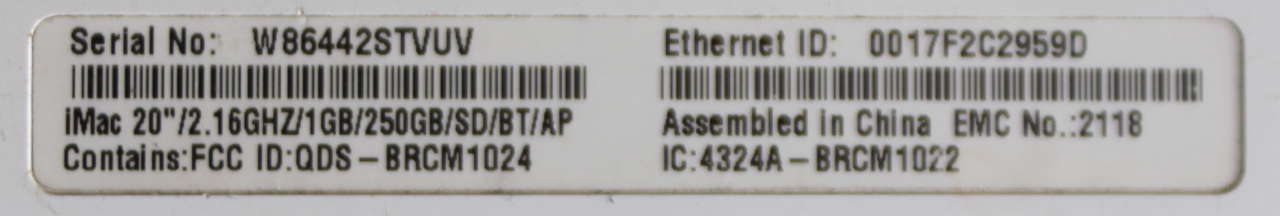 Serial No: W86442STVUV
Ethernet ID: 0017F2C2959D
iMac 20"/2.16GHZ/1GB/250GB/SD/BT/AP
Assembled in China EMC No.:2118
Contains:FCC ID:QDS-BRCM1024
IC:4324A-BRCM1022